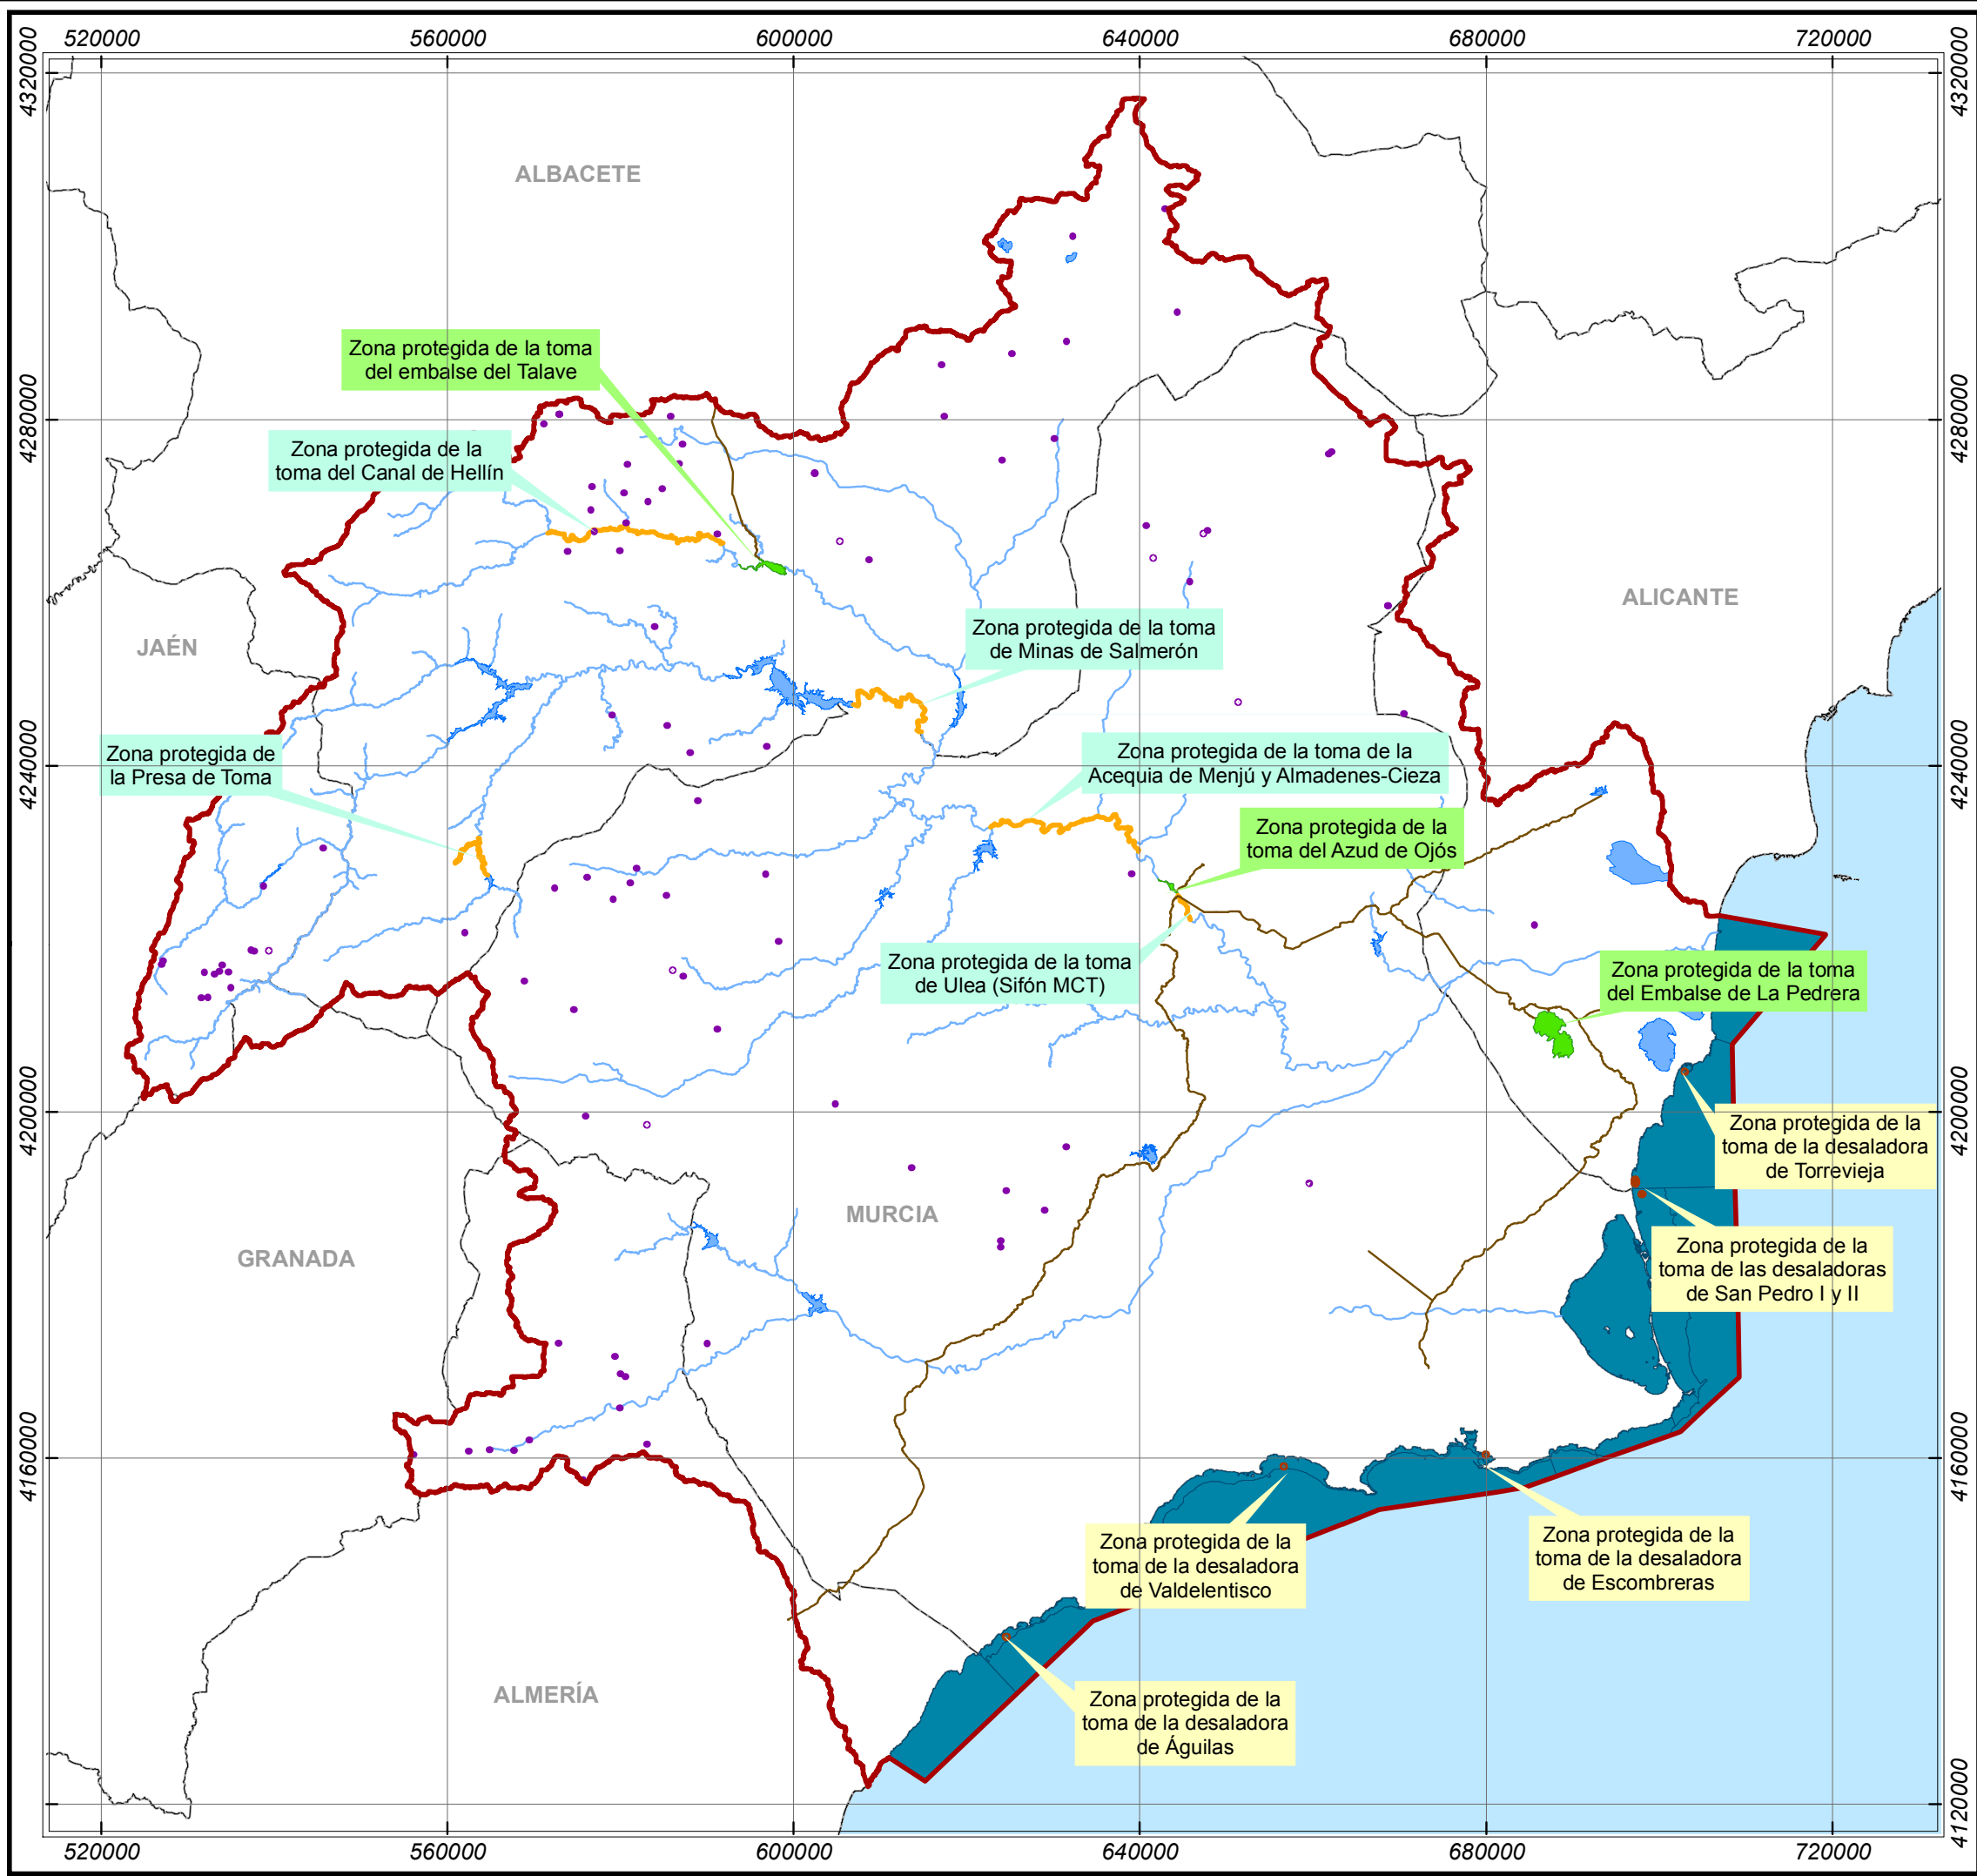 520000 560000 600000 640000 680000 720000
4320000 4320000
ALBACETE
Zona protegida de la toma
del embalse del Talave
4280000 4280000
Zona protegida de la
toma del Canal de Hellín
ALICANTE
JAÉN
Zona protegida de la toma
de Minas de Salmerón
Zona protegida de
la Presa de Toma
Zona protegida de la toma de la
Acequia de Menjú y Almadenes-Cieza
4240000 4240000
Zona protegida de la
toma del Azud de Ojós
Zona protegida de la toma
de Ulea (Sifón MCT)
Zona protegida de la toma
del Embalse de La Pedrera
4200000 4200000
Zona protegida de la
toma de la desaladora
de Torrevieja
MURCIA
GRANADA
Zona protegida de la
toma de las desaladoras
de San Pedro I y II
4160000 4160000
Zona protegida de la
toma de la desaladora
de Valdelentisco
Zona protegida de la
toma de la desaladora
de Escombreras
ALMERÍA
Zona protegida de la
toma de la desaladora
de Águilas
4120000 4120000
520000 560000 600000 640000 680000 720000